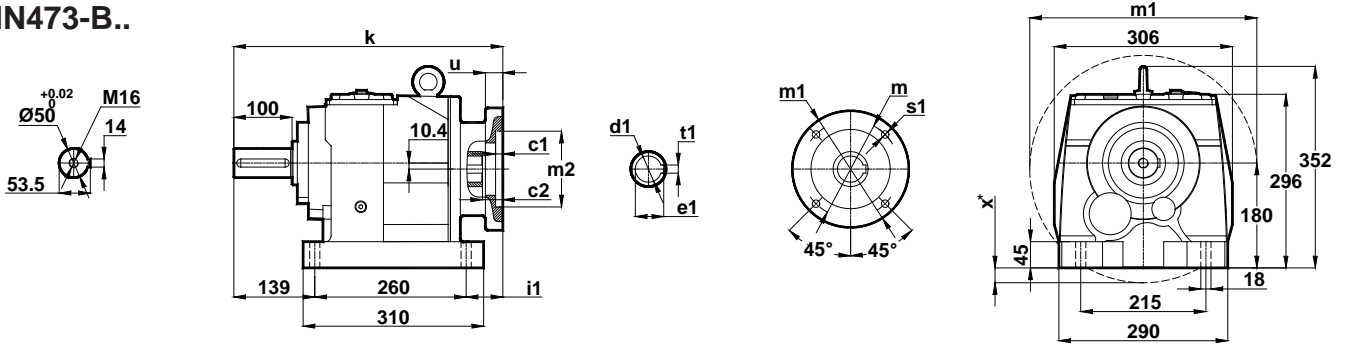 IN473-B..
Ø50 +0.02 0
M16
14
53.5
k
u
100
10.4
c1
m2
c2
139
260
i1
310
d1
t1
e1
m1
m
s1
45°
45°
m1
306
352
296
180
x*
45
18
215
290